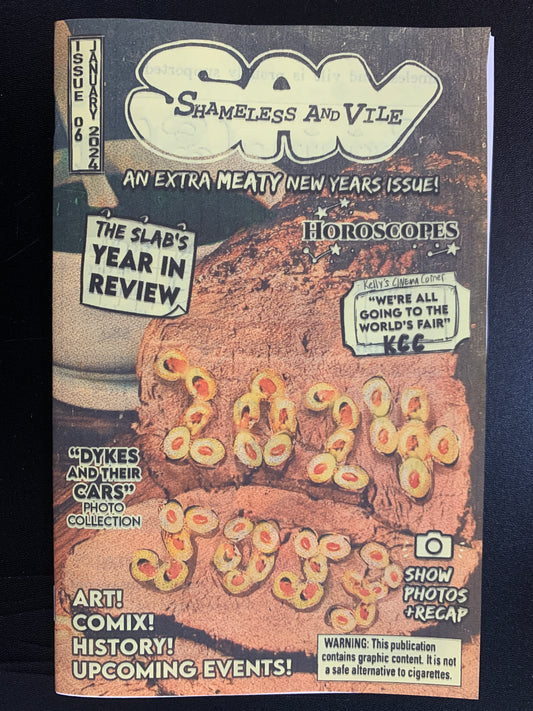 ISSUE 06
JANUARY 2024
SAV
SHAMELESS AND VILE
AN EXTRA MEATY NEW YEARS ISSUE!
HOROSCOPES
THE SLAB'S
YEAR IN
REVIEW
Kelly's CINEMA Corner
"WE'RE ALL
GOING TO THE
WORLD'S FAIR"
KCC
2024
"DYKES
AND THEIR
CARS"
PHOTO
COLLECTION
SHOW
PHOTOS
+RECAP
ART!
COMIX!
HISTORY!
UPCOMING EVENTS!
WARNING: This publication
contains graphic content. It is not
a safe alternative to cigarettes.